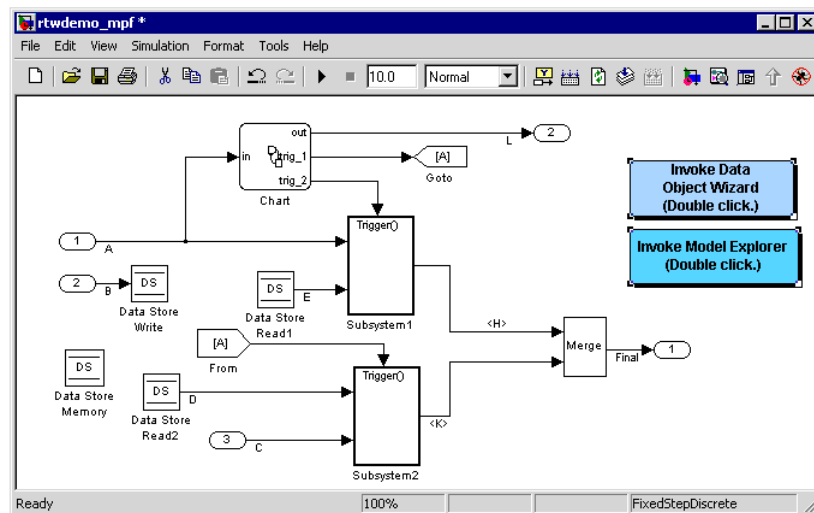 rtwdemo_mpf *
File Edit View Simulation Format Tools Help
10.0 Normal
out
in
trig_1
trig_2
Chart
L
2
[A]
Goto
Invoke Data
Object Wizard
(Double click.)
Invoke Model Explorer
(Double click.)
1
A
Trigger()
Subsystem1
2
B
DS
Data Store
Write
DS
E
Data Store
Read1
[A]
From
<H>
Merge
Final
1
DS
Data Store
Memory
DS
D
Data Store
Read2
3
C
Trigger()
Subsystem2
<K>
Ready 100% FixedStepDiscrete